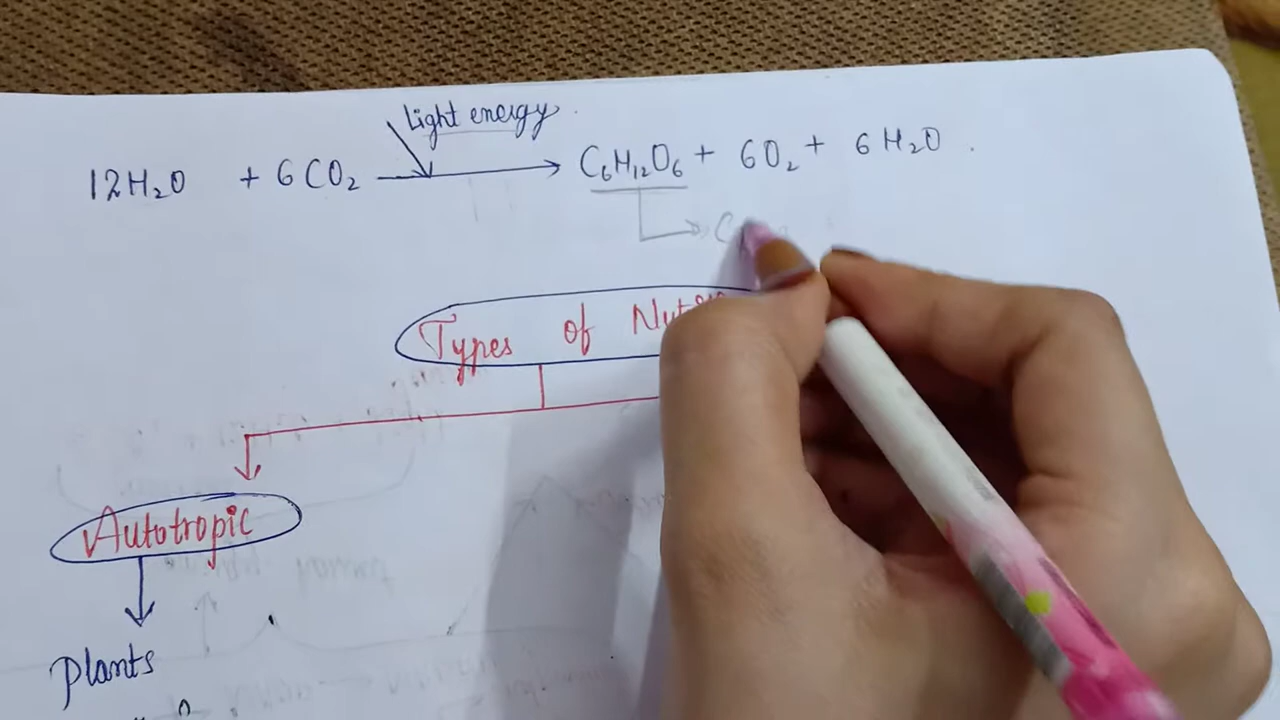 Light energy
12H₂O + 6CO₂ → C₆H₁₂O₆ + 6O₂ + 6H₂O
Types of
Autotropic
Plants